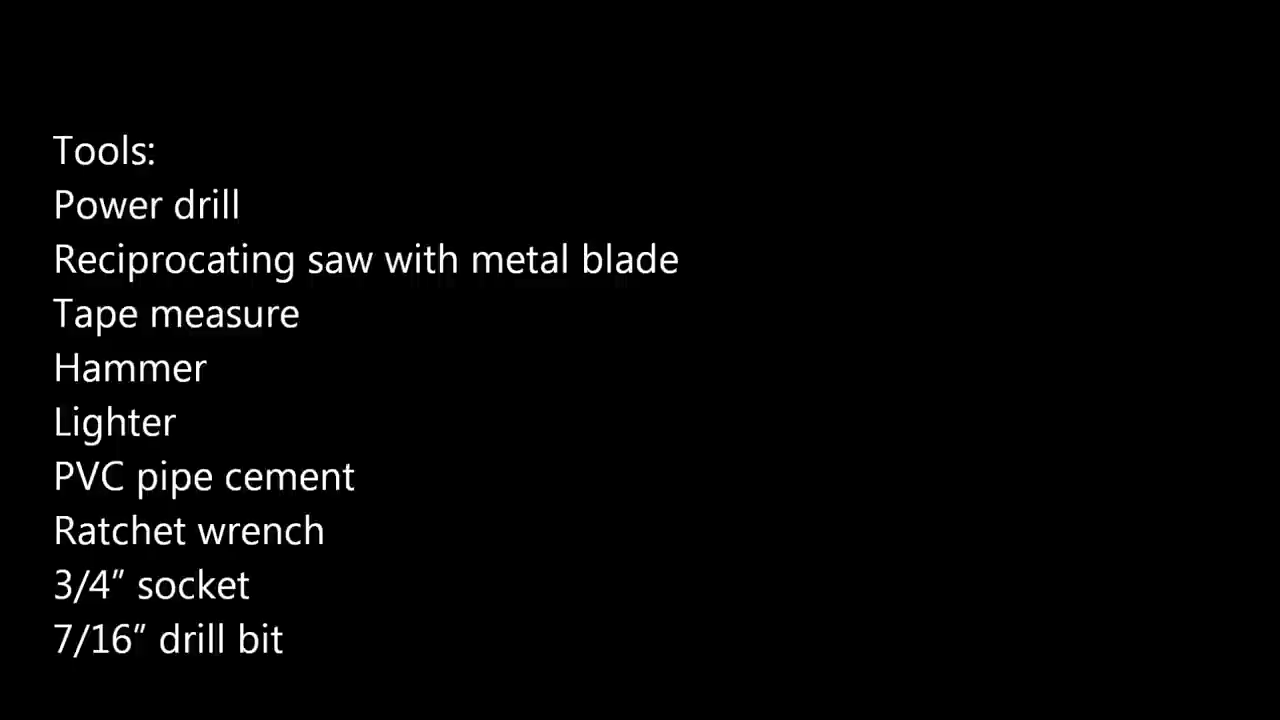 Tools:
Power drill
Reciprocating saw with metal blade
Tape measure
Hammer
Lighter
PVC pipe cement
Ratchet wrench
3/4” socket
7/16” drill bit